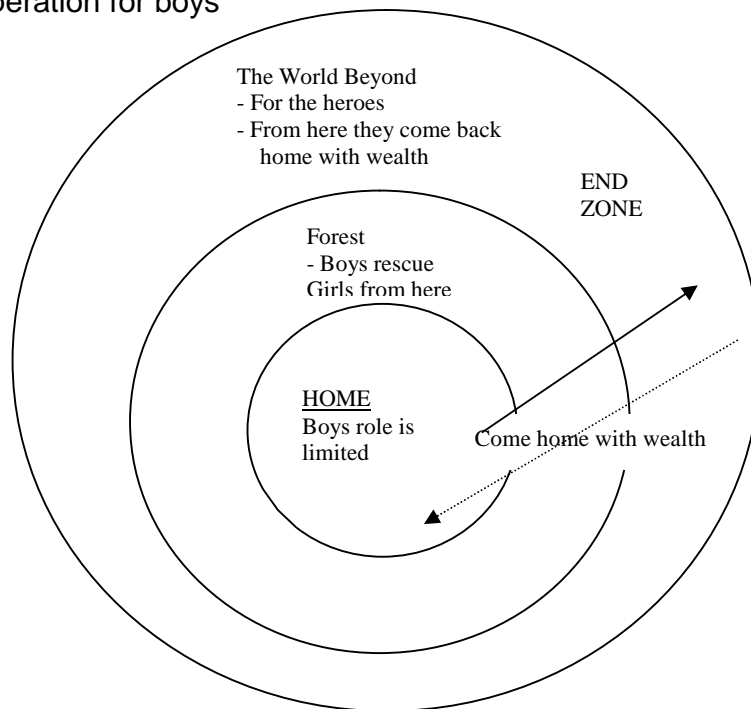 peration for boys
The World Beyond
- For the heroes
- From here they come back
home with wealth
END
ZONE
Forest
- Boys rescue
Girls from here
HOME
Boys role is
limited
Come home with wealth